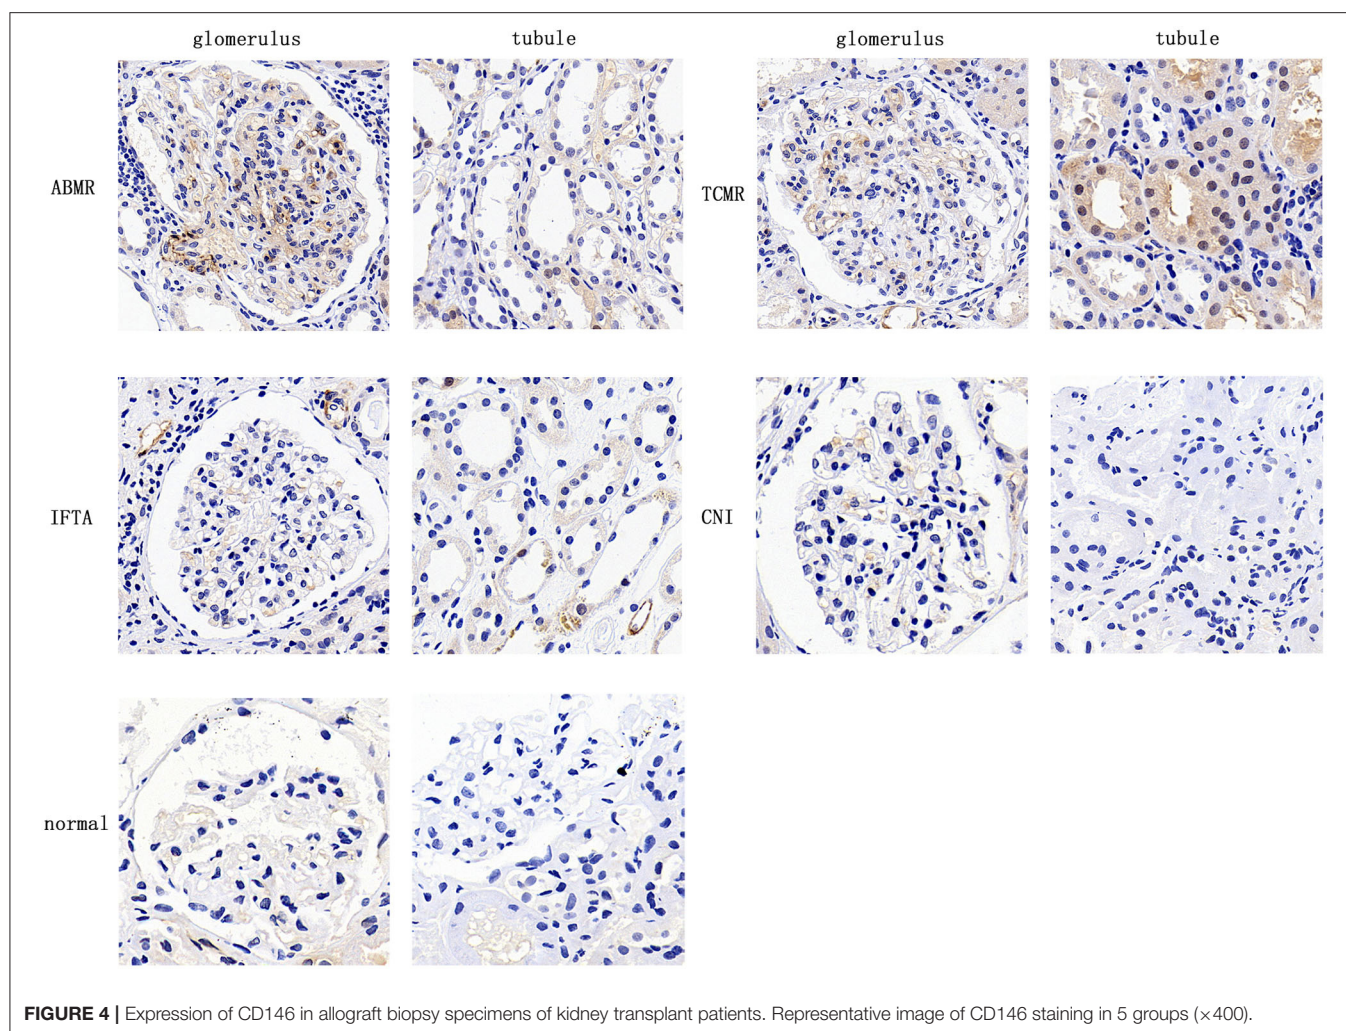 glomerulus tubule glomerulus tubule
ABMR TCMR
IFTA CNI
normal
FIGURE 4 | Expression of CD146 in allograft biopsy specimens of kidney transplant patients. Representative image of CD146 staining in 5 groups (×400).